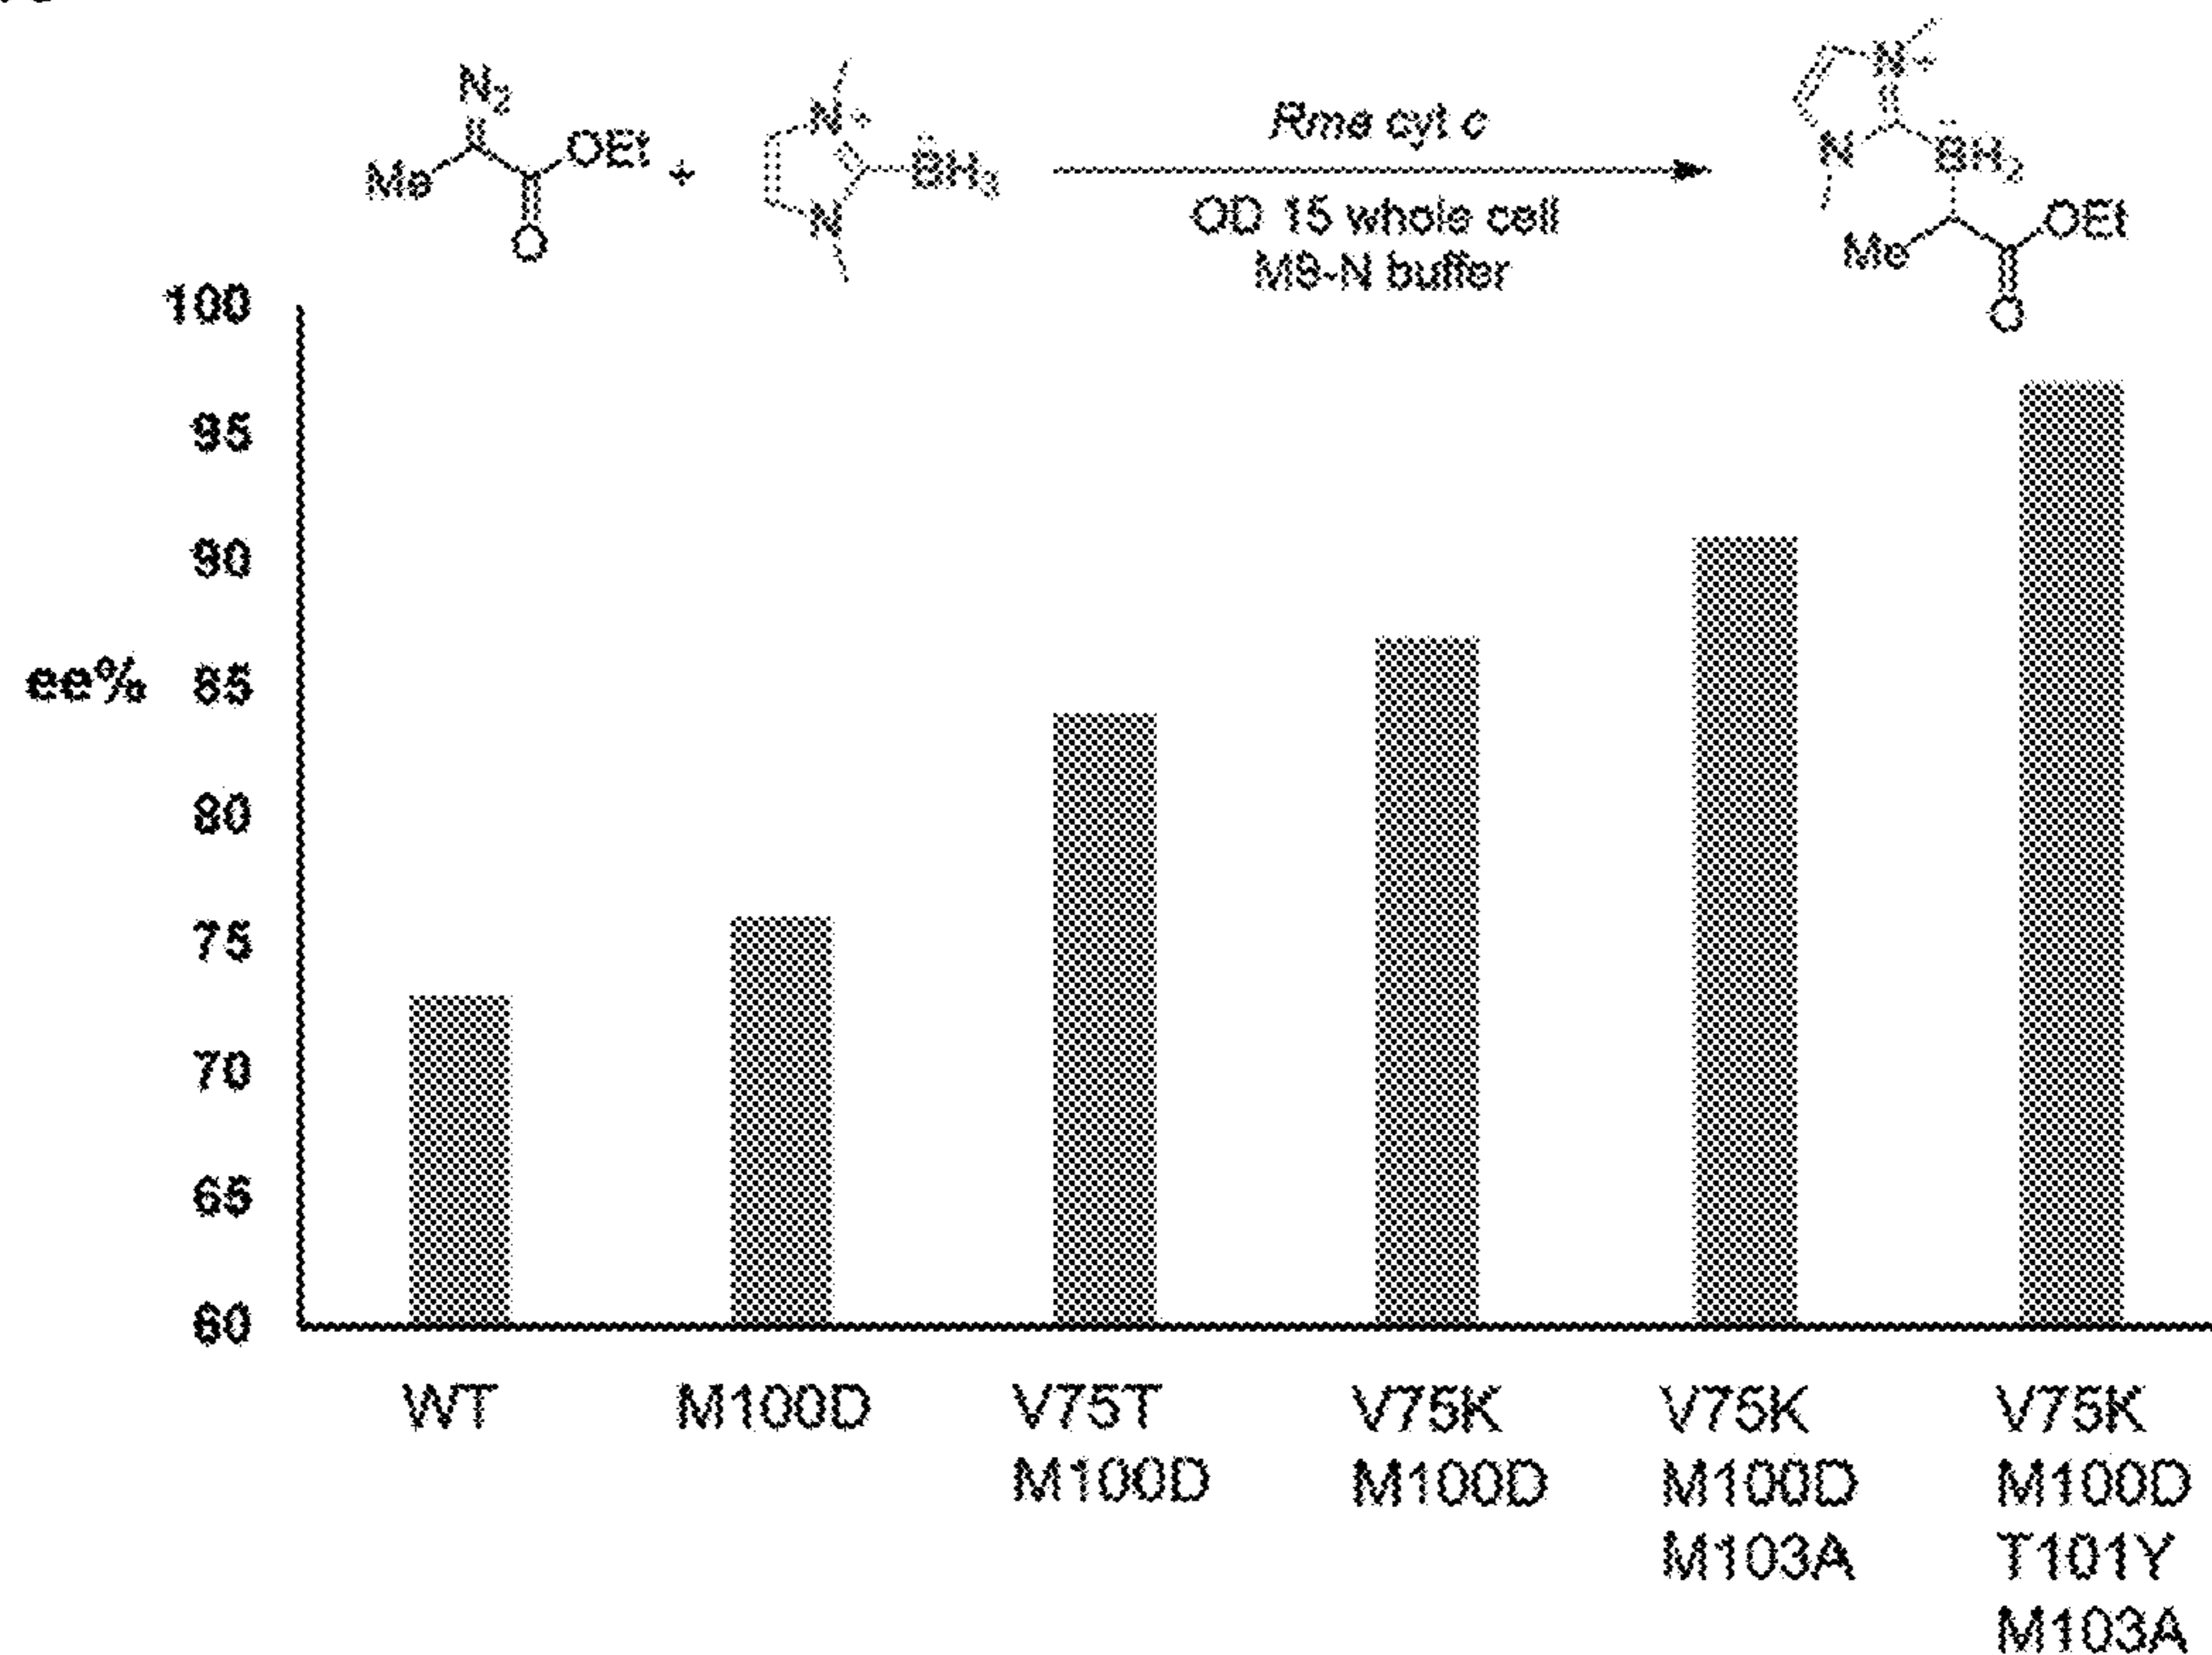 N2
Me
OEt
O
+
N+
N
BH3
Rma cyt c
OD 15 whole cell
M9-N buffer
N+
N
BH2
Me
OEt
O
100
95
90
ee% 85
80
75
70
65
60
WT M100D V75T V75K V75K V75K
M100D M100D M100D M100D
M103A T101Y
M103A